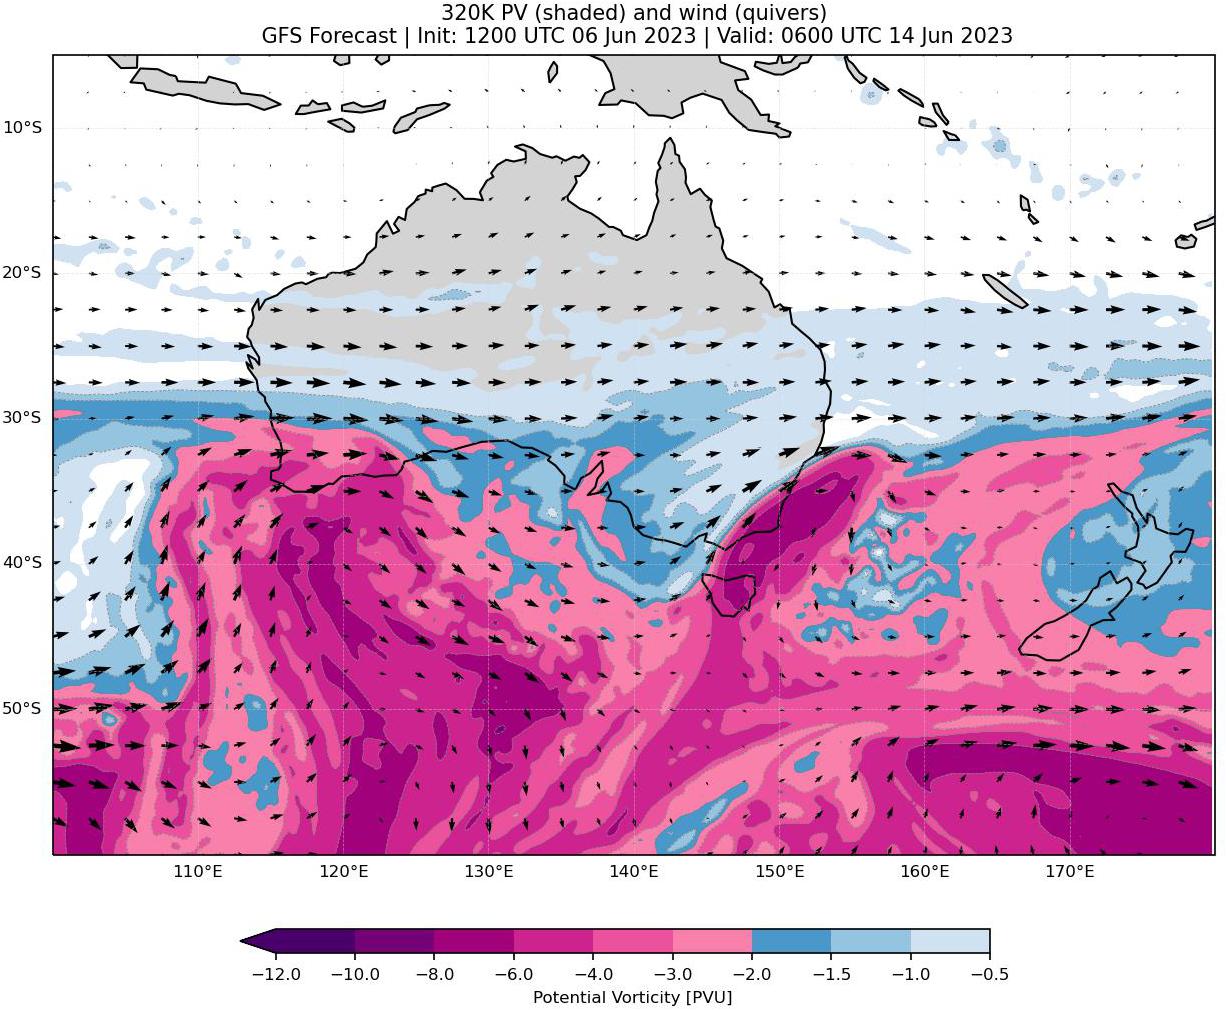 320K PV (shaded) and wind (quivers)
GFS Forecast | Init: 1200 UTC 06 Jun 2023 | Valid: 0600 UTC 14 Jun 2023
10°S
20°S
30°S
40°S
50°S
110°E 120°E 130°E 140°E 150°E 160°E 170°E
−12.0 −10.0 −8.0 −6.0 −4.0 −3.0 −2.0 −1.5 −1.0 −0.5
Potential Vorticity [PVU]